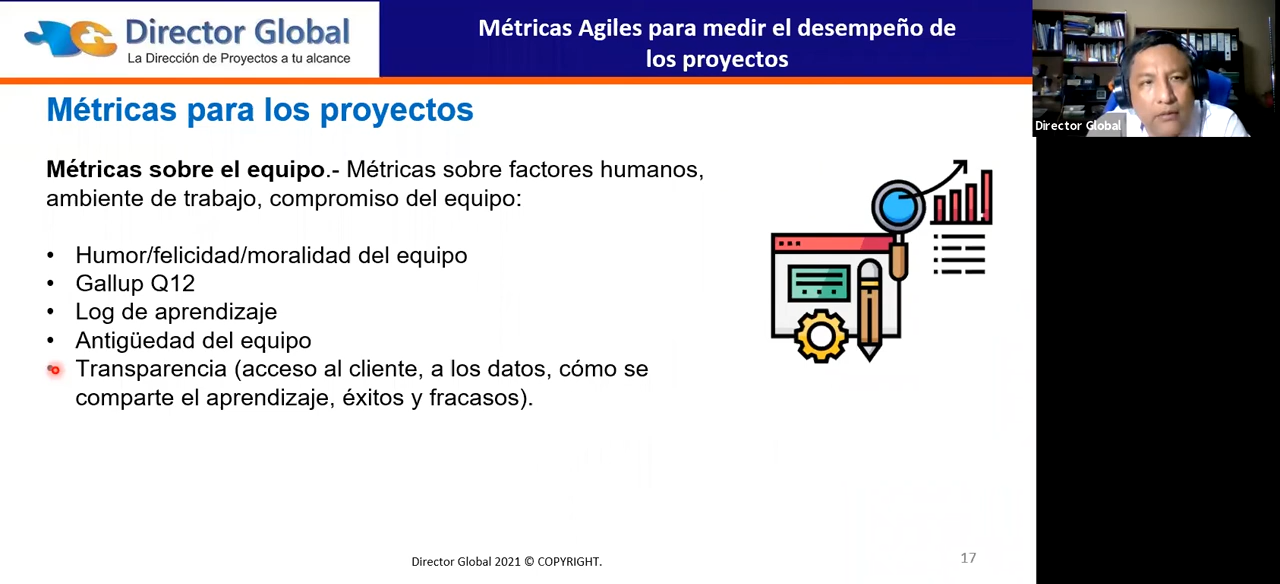 Director Global
La Dirección de Proyectos a tu alcance
Métricas Agiles para medir el desempeño de
los proyectos
Director Global
Métricas para los proyectos
Métricas sobre el equipo.- Métricas sobre factores humanos,
ambiente de trabajo, compromiso del equipo:
• Humor/felicidad/moralidad del equipo
• Gallup Q12
• Log de aprendizaje
• Antigüedad del equipo
• Transparencia (acceso al cliente, a los datos, cómo se
comparte el aprendizaje, éxitos y fracasos).
Director Global 2021 © COPYRIGHT.
17